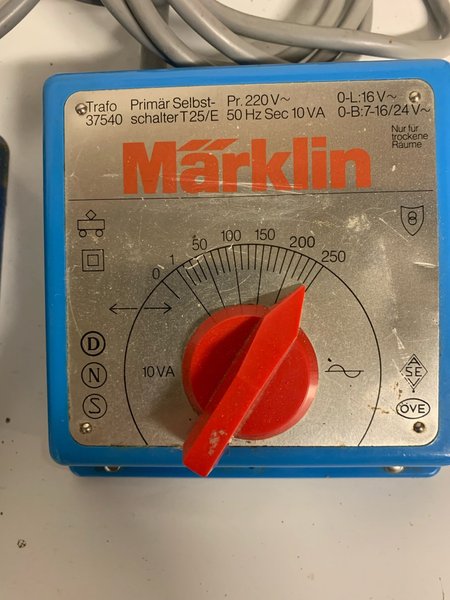 Trafo Primär Selbst- Pr. 220 V~ 0-L:16 V~
37540 schalter T 25/E 50 Hz Sec 10 VA 0-B:7-16/24 V~
Nur für
trockene
Räume
Märklin
0 1 50 100 150 200 250
8
10 VA
D
N
S
A
SE
V
ÖVE